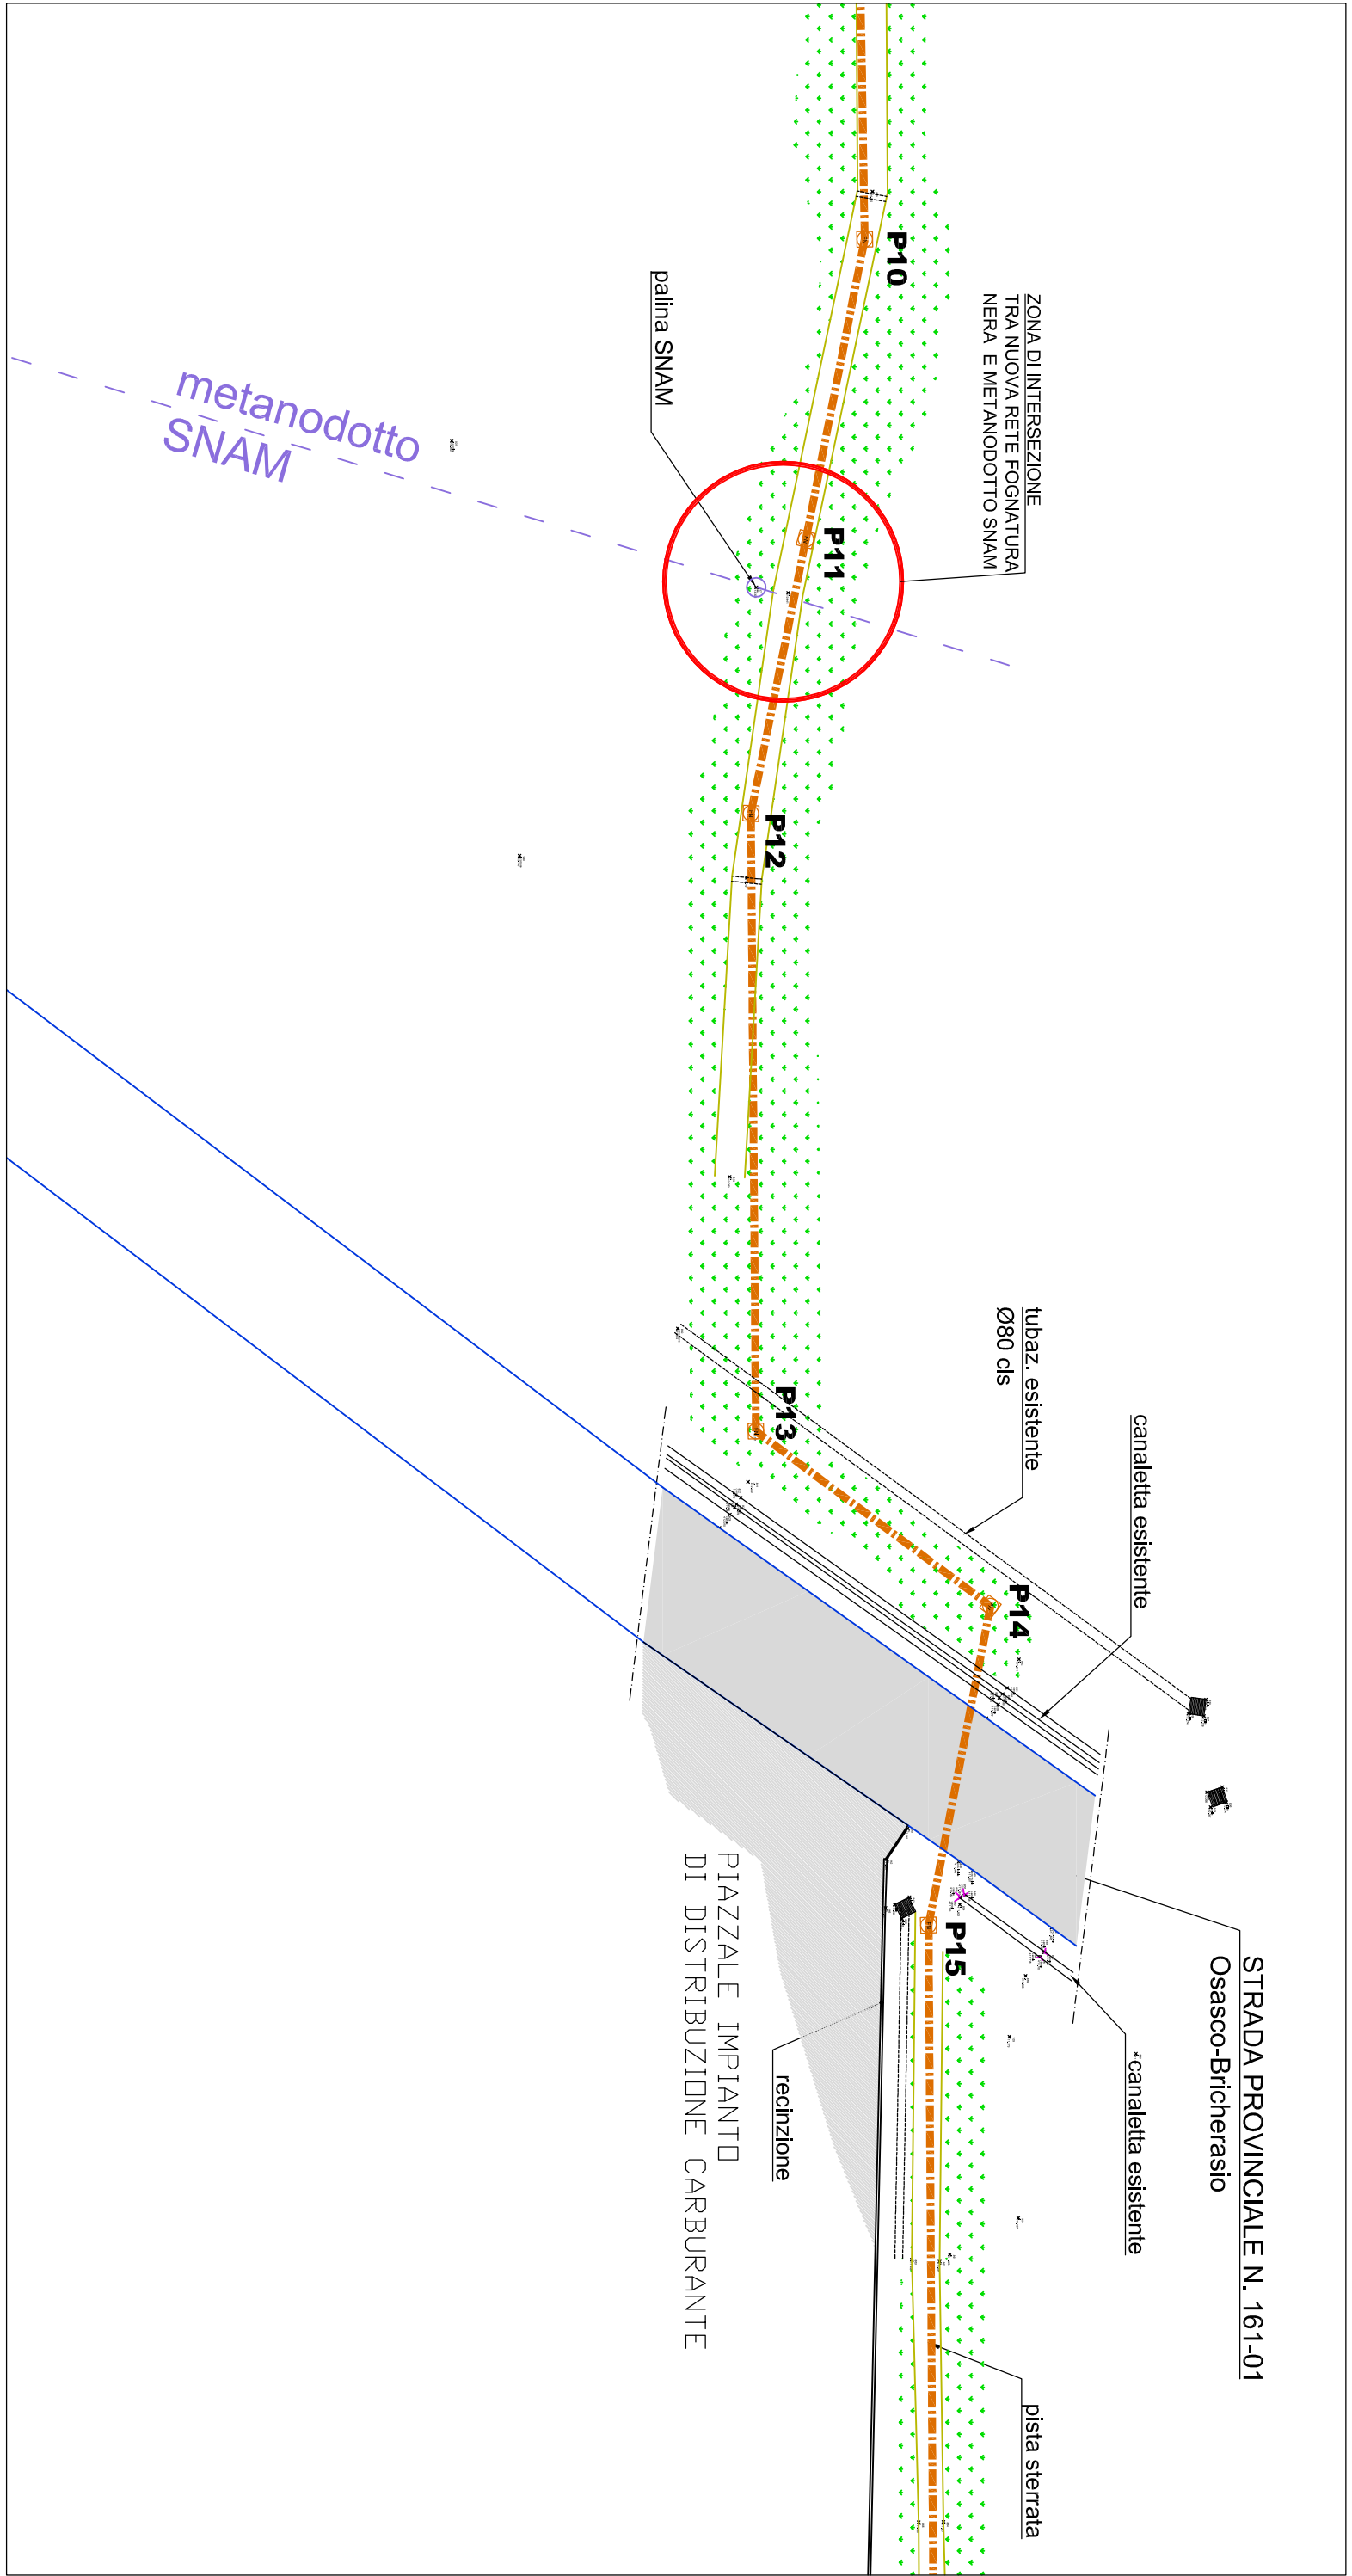 P10
ZONA DI INTERSEZIONE
TRA NUOVA RETE FOGNATURA
NERA E METANODOTTO SNAM
palina SNAM
metanodotto
SNAM
P11
P12
tubaz. esistente
Ø80 cls
P13
canaletta esistente
P14
STRADA PROVINCIALE N. 161-01
Osasco-Bricherasio
canaletta esistente
P15
PIAZZALE IMPIANTO
DI DISTRIBUZIONE CARBURANTE
recinzione
pista sterrata